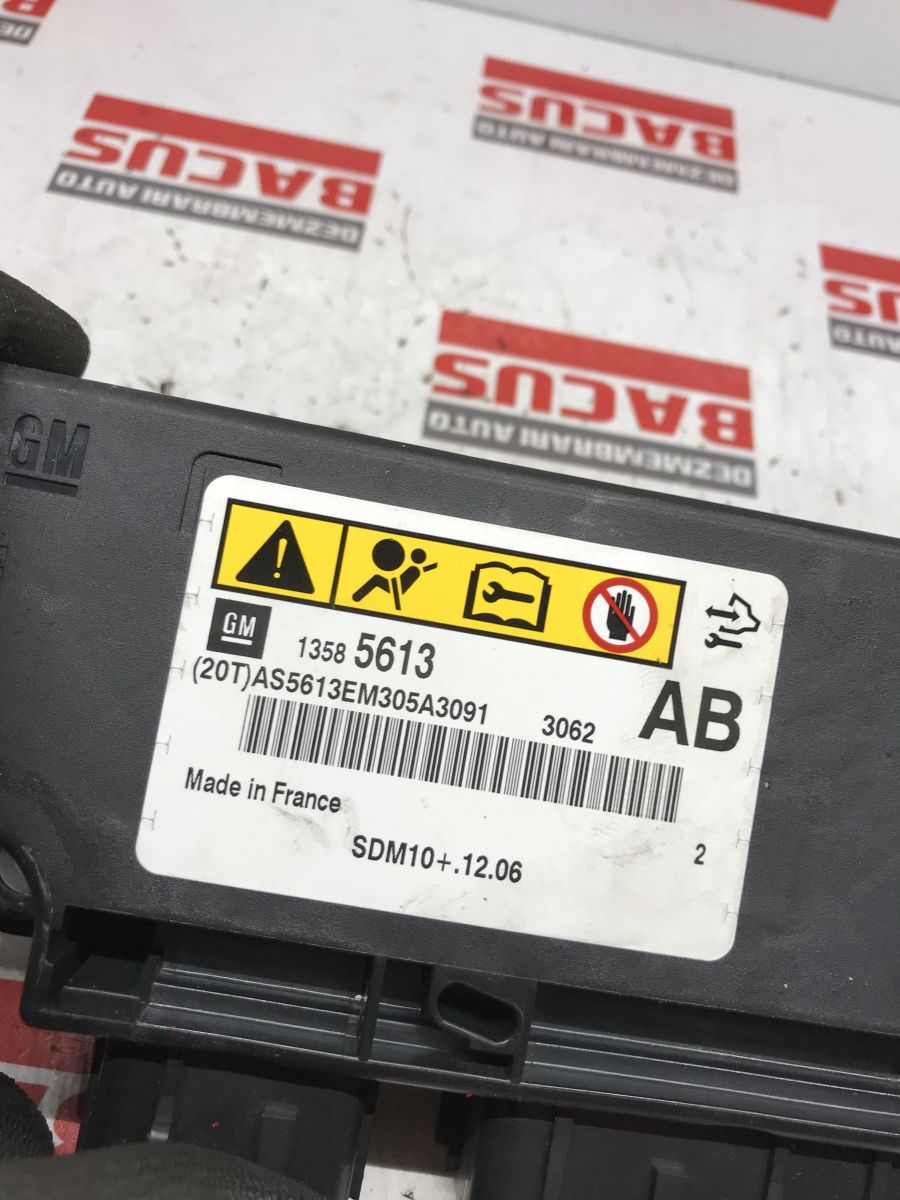 BACUS
DEZMEMBRARI AUTO
BACUS
DEZMEMBRARI AUTO
BACUS
DEZMEMBRARI AUTO
GM
GM
1358 5613
(20T)AS5613EM305A3091
3062
AB
Made in France
SDM10+.12.06
2